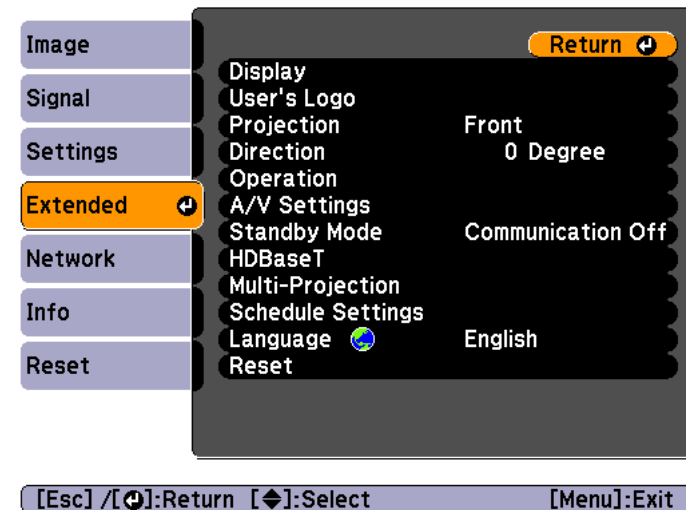 Image
Signal
Settings
Extended
Network
Info
Reset
Return
Display
User's Logo
Projection Front
Direction 0 Degree
Operation
A/V Settings
Standby Mode Communication Off
HDBaseT
Multi-Projection
Schedule Settings
Language English
Reset
[Esc] /[⏎]:Return [◆]:Select [Menu]:Exit